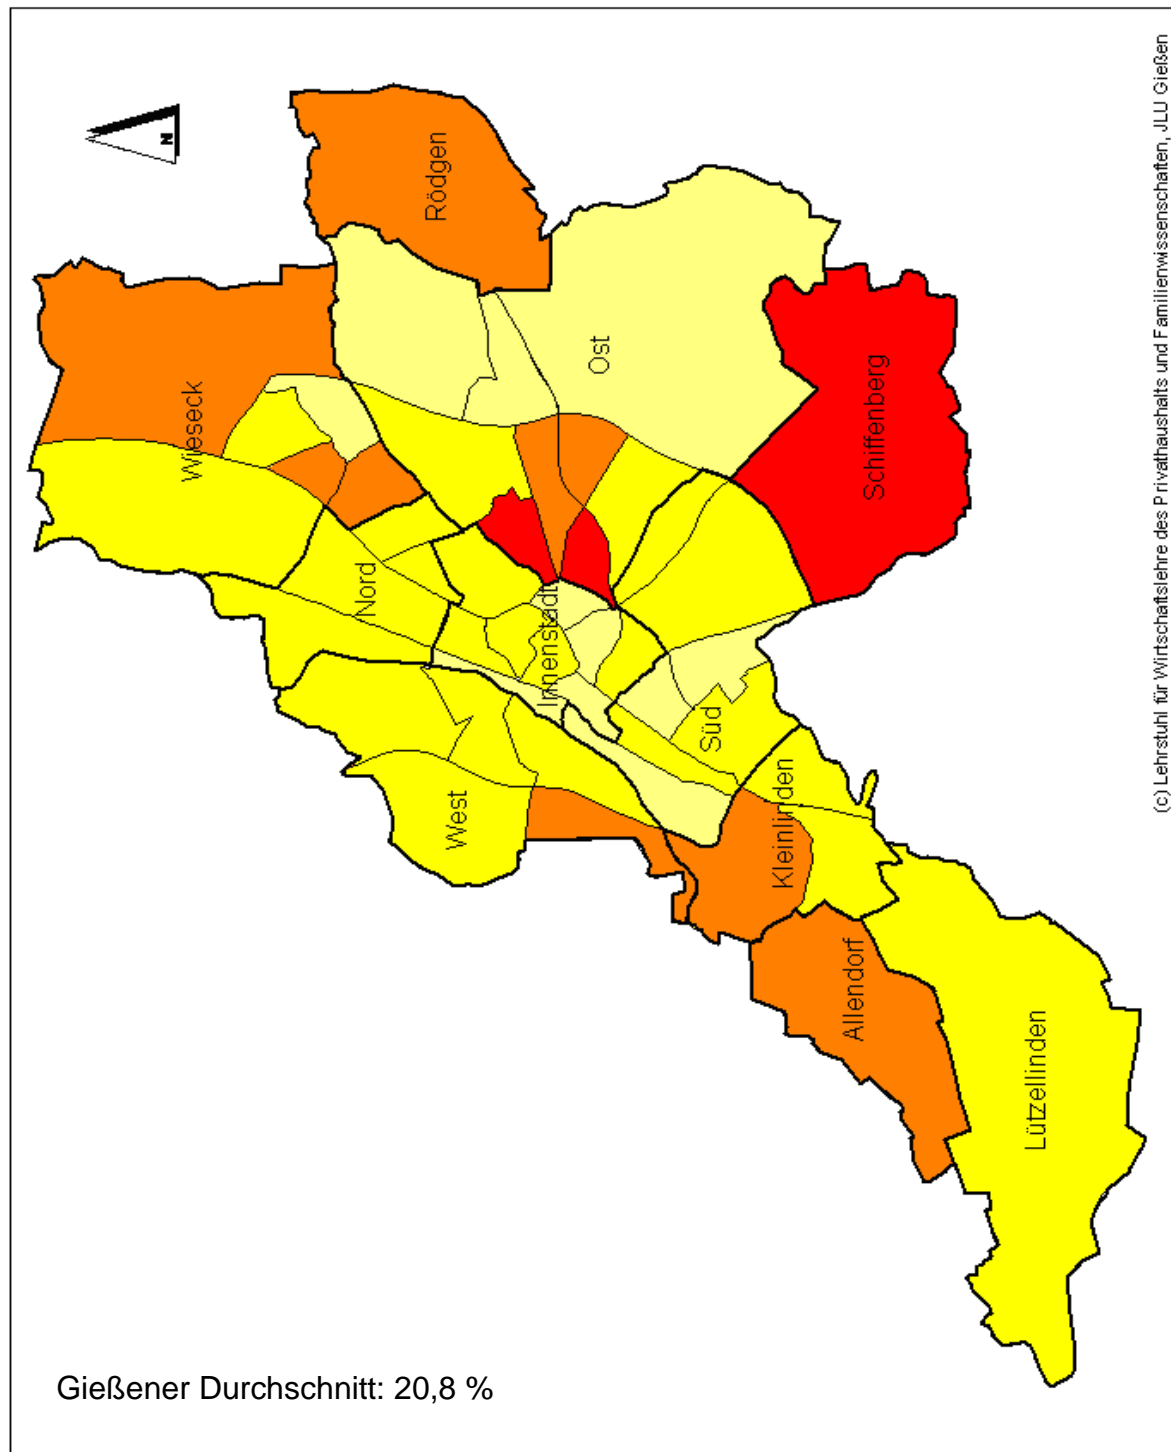 N
Rödgen
Wieseck
Ost
Schiffenberg
Nord
Innenstadt
Süd
West
Kleinlinden
Allendorf
Lützellinden
Gießener Durchschnitt: 20,8 %
(c) Lehrstuhl für Wirtschaftslehre des Privathaushalts und Familienwissenschaften, JLU Gießen